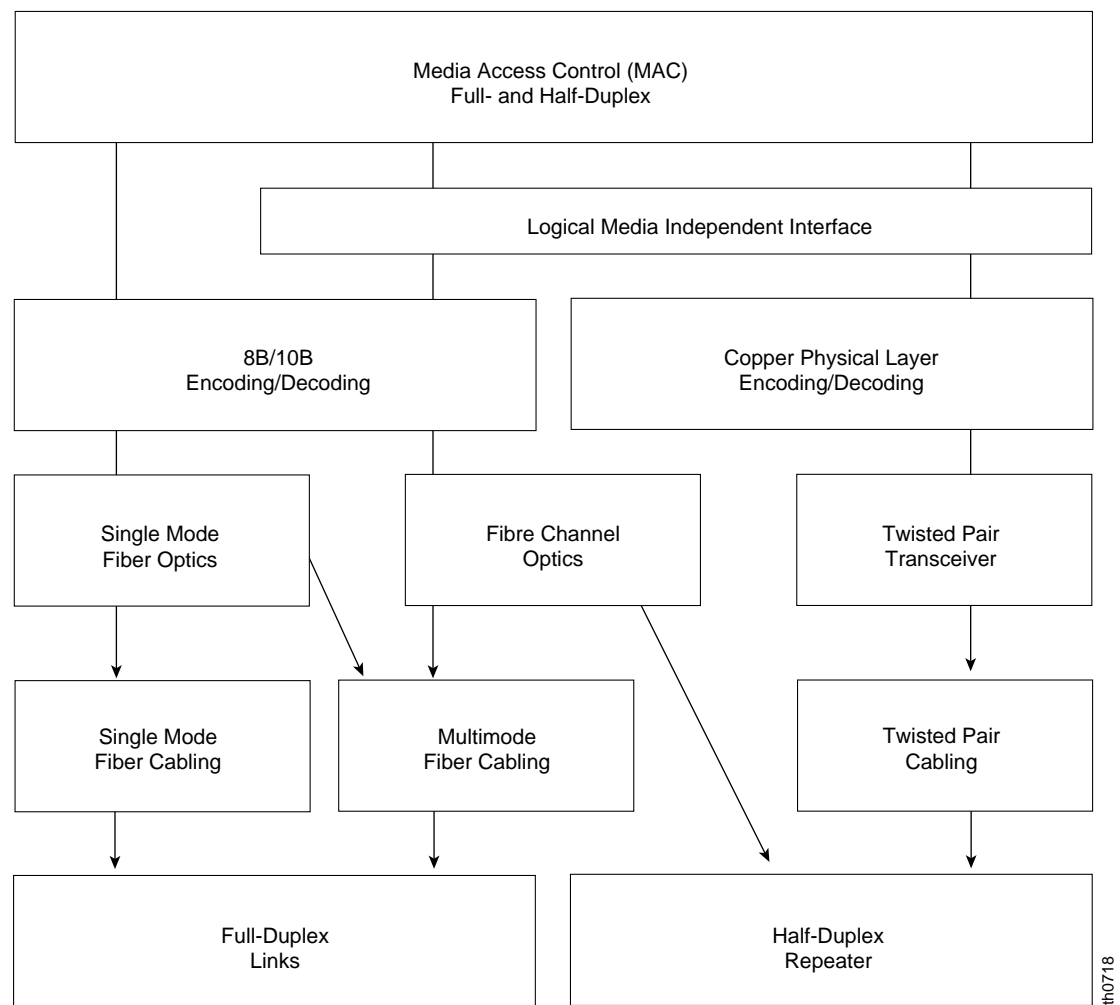 Media Access Control (MAC)
Full- and Half-Duplex
Logical Media Independent Interface
8B/10B
Encoding/Decoding
Copper Physical Layer
Encoding/Decoding
Single Mode
Fiber Optics
Fibre Channel
Optics
Twisted Pair
Transceiver
Single Mode
Fiber Cabling
Multimode
Fiber Cabling
Twisted Pair
Cabling
Full-Duplex
Links
Half-Duplex
Repeater
th0718